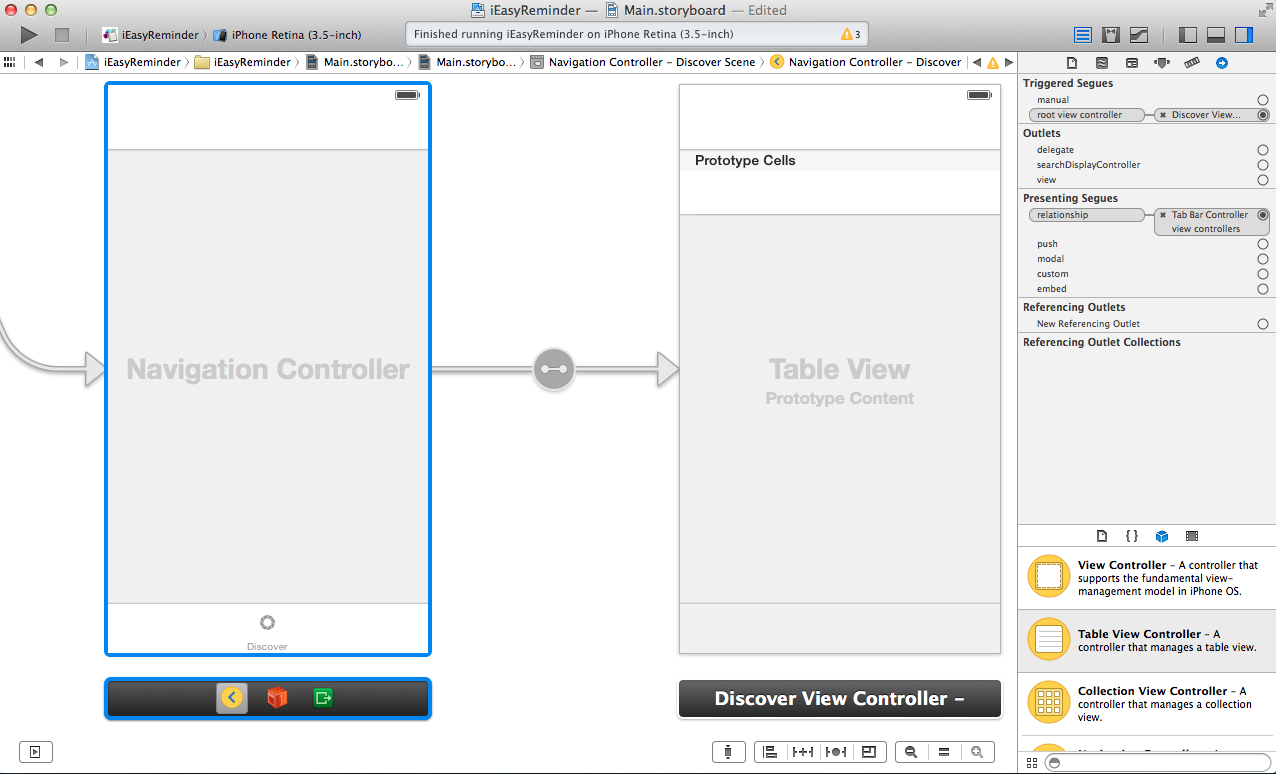 iEasyReminder — Main.storyboard — Edited
iEasyReminder
iPhone Retina (3.5-inch)
Finished running iEasyReminder on iPhone Retina (3.5-inch)
3
iEasyReminder
iEasyReminder
Main.storybo...
Main.storybo...
Navigation Controller – Discover Scene
Navigation Controller – Discover
Prototype Cells
Navigation Controller
Table View
Prototype Content
Discover
Discover View Controller –
Triggered Segues
manual
root view controller
Discover View...
Outlets
delegate
searchDisplayController
view
Presenting Segues
relationship
Tab Bar Controller
view controllers
push
modal
custom
embed
Referencing Outlets
New Referencing Outlet
Referencing Outlet Collections
{ }
View Controller – A controller that
supports the fundamental view-
management model in iPhone OS.
Table View Controller – A
controller that manages a table view.
Collection View Controller – A
controller that manages a collection
view.